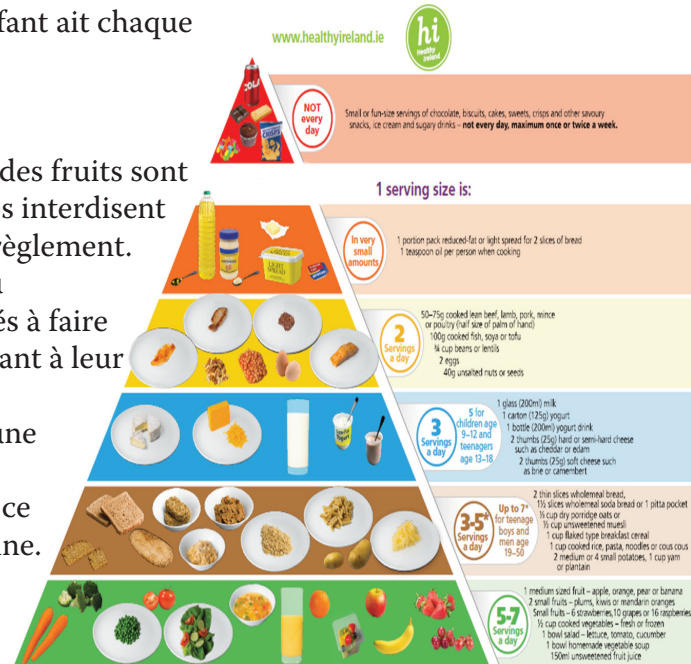 fant ait chaque
des fruits sont
s interdisent
règlement.
és à faire
ant à leur
une
ce
ne.
www.healthyireland.ie
hi
Healthy
Ireland
NOT
every
day
Small or fun-size servings of chocolate, biscuits, cakes, sweets, crisps and other savoury
snacks, ice cream and sugary drinks – not every day, maximum once or twice a week.
1 serving size is:
In very
small
amounts
1 portion pack reduced-fat or light spread for 2 slices of bread
1 teaspoon oil per person when cooking
2
Servings
a day
50–75g cooked lean beef, lamb, pork, mince
or poultry (half size of palm of hand)
100g cooked fish, soya or tofu
¾ cup beans or lentils
2 eggs
40g unsalted nuts or seeds
3
Servings
a day
5 for
children age
9–12 and
teenagers
age 13–18
1 glass (200ml) milk
1 carton (125g) yogurt
1 bottle (200ml) yogurt drink
2 thumbs (25g) hard or semi-hard cheese
such as cheddar or edam
2 thumbs (25g) soft cheese such
as brie or camembert
3-5*
Servings
a day
Up to 7*
for teenage
boys and
men age
19–50
2 thin slices wholemeal bread,
1½ slices wholemeal soda bread or 1 pitta pocket
⅓ cup dry porridge oats or
½ cup unsweetened muesli
1 cup flaked type breakfast cereal
1 cup cooked rice, pasta, noodles or cous cous
2 medium or 4 small potatoes, 1 cup yam
or plantain
5-7
Servings
a day
1 medium sized fruit – apple, orange, pear or banana
2 small fruits – plums, kiwis or mandarin oranges
Small fruits – 6 strawberries, 10 grapes or 16 raspberries
½ cup cooked vegetables – fresh or frozen
1 bowl salad – lettuce, tomato, cucumber
1 bowl homemade vegetable soup
150ml unsweetened fruit juice
COLA
CRISPS
LIGHT
SPREAD